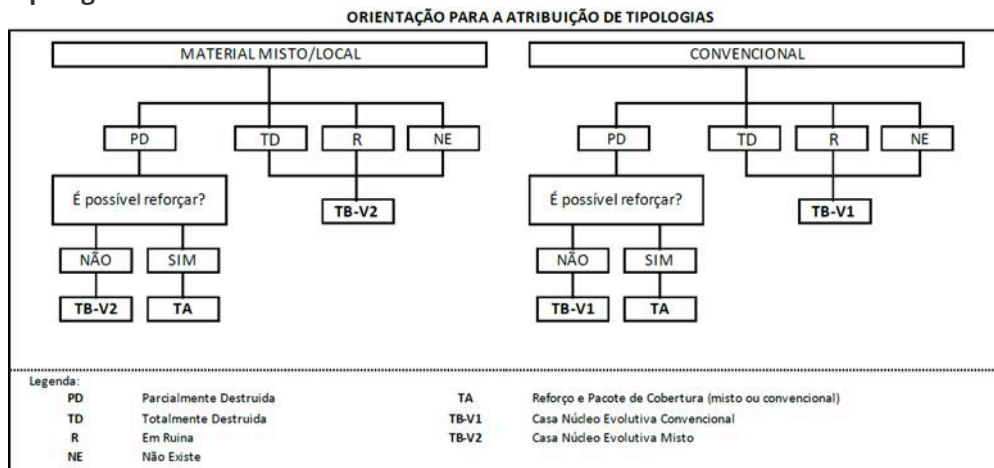 ORIENTAÇÃO PARA A ATRIBUIÇÃO DE TIPOLOGIAS
MATERIAL MISTO/LOCAL
PD TD R NE
É possível reforçar?
TB-V2
NÃO SIM
TB-V2 TA
CONVENCIONAL
PD TD R NE
É possível reforçar?
TB-V1
NÃO SIM
TB-V1 TA
Legenda:
PD Parcialmente Destruida
TD Totalmente Destruida
R Em Ruina
NE Não Existe
TA Reforço e Pacote de Cobertura (misto ou convencional)
TB-V1 Casa Núcleo Evolutiva Convencional
TB-V2 Casa Núcleo Evolutiva Misto